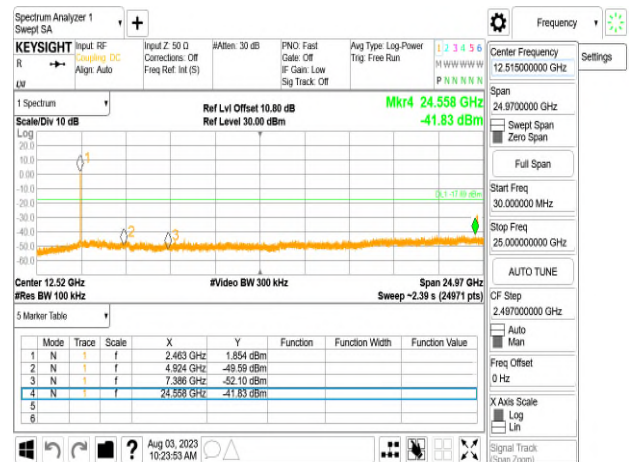 Spectrum Analyzer 1
Swept SA
Frequency
KEYSIGHT
R
LXI
Input: RF
Coupling: DC
Align: Auto
Input Z: 50 Ω
Corrections: Off
Freq Ref: Int (S)
#Atten: 30 dB
PNO: Fast
Gate: Off
IF Gain: Low
Sig Track: Off
Avg Type: Log-Power
Trig: Free Run
1 2 3 4 5 6
M W W W W W
P N N N N N
1 Spectrum
Scale/Div 10 dB
Ref Lvl Offset 10.80 dB
Ref Level 30.00 dBm
Mkr4 24.558 GHz
-41.83 dBm
Log
20.0
10.0
0.00
-10.0
-20.0
-30.0
-40.0
-50.0
-60.0
1
2
3
DL1 -17.69 dBm
Center 12.52 GHz
#Res BW 100 kHz
#Video BW 300 kHz
Span 24.97 GHz
Sweep ~2.39 s (24971 pts)
5 Marker Table
Mode Trace Scale X Y Function Function Width Function Value
1 N 1 f 2.463 GHz 1.854 dBm
2 N 1 f 4.924 GHz -49.59 dBm
3 N 1 f 7.386 GHz -52.10 dBm
4 N 1 f 24.558 GHz -41.83 dBm
5
6
?
Aug 03, 2023
10:23:53 AM
Center Frequency
12.515000000 GHz
Settings
Span
24.9700000 GHz
Swept Span
Zero Span
Full Span
Start Freq
30.000000 MHz
Stop Freq
25.000000000 GHz
AUTO TUNE
CF Step
2.497000000 GHz
Auto
Man
Freq Offset
0 Hz
X Axis Scale
Log
Lin
Signal Track
(Span Zoom)